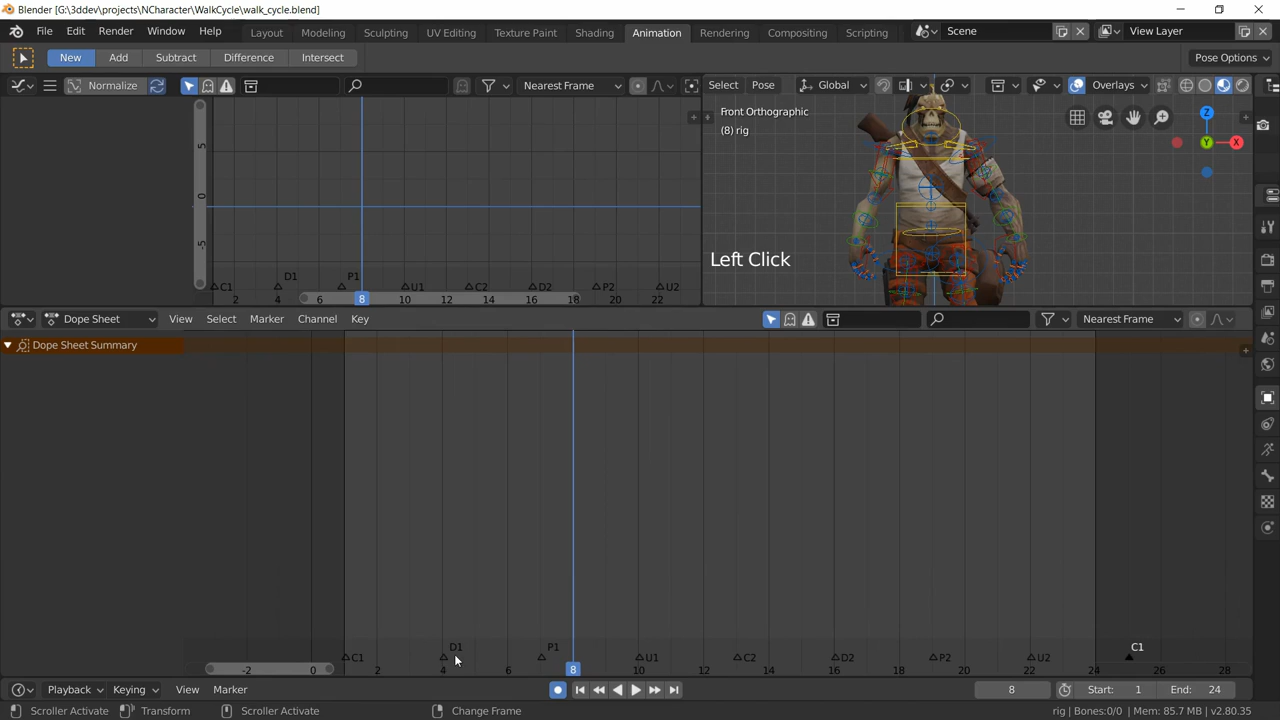 Blender [G:\3ddev\projects\NCharacter\WalkCycle\walk_cycle.blend]
File Edit Render Window Help Layout Modeling Sculpting UV Editing Texture Paint Shading Animation Rendering Compositing Scripting Scene View Layer
New Add Subtract Difference Intersect Pose Options
Normalize Nearest Frame Select Pose Global Overlays
Front Orthographic
(8) rig
Z
Y X
5
0
-5
Left Click
D1 P1
C1 U1 C2 D2 P2 U2
2 4 6 8 10 12 14 16 18 20 22
Dope Sheet View Select Marker Channel Key Nearest Frame
Dope Sheet Summary
D1 P1 C1
C1 U1 C2 D2 P2 U2
-2 0 2 4 6 8 10 12 14 16 18 20 22 24 26 28
Playback Keying View Marker 8 Start: 1 End: 24
Scroller Activate Transform Scroller Activate Change Frame rig | Bones:0/0 | Mem: 85.7 MB | v2.80.35